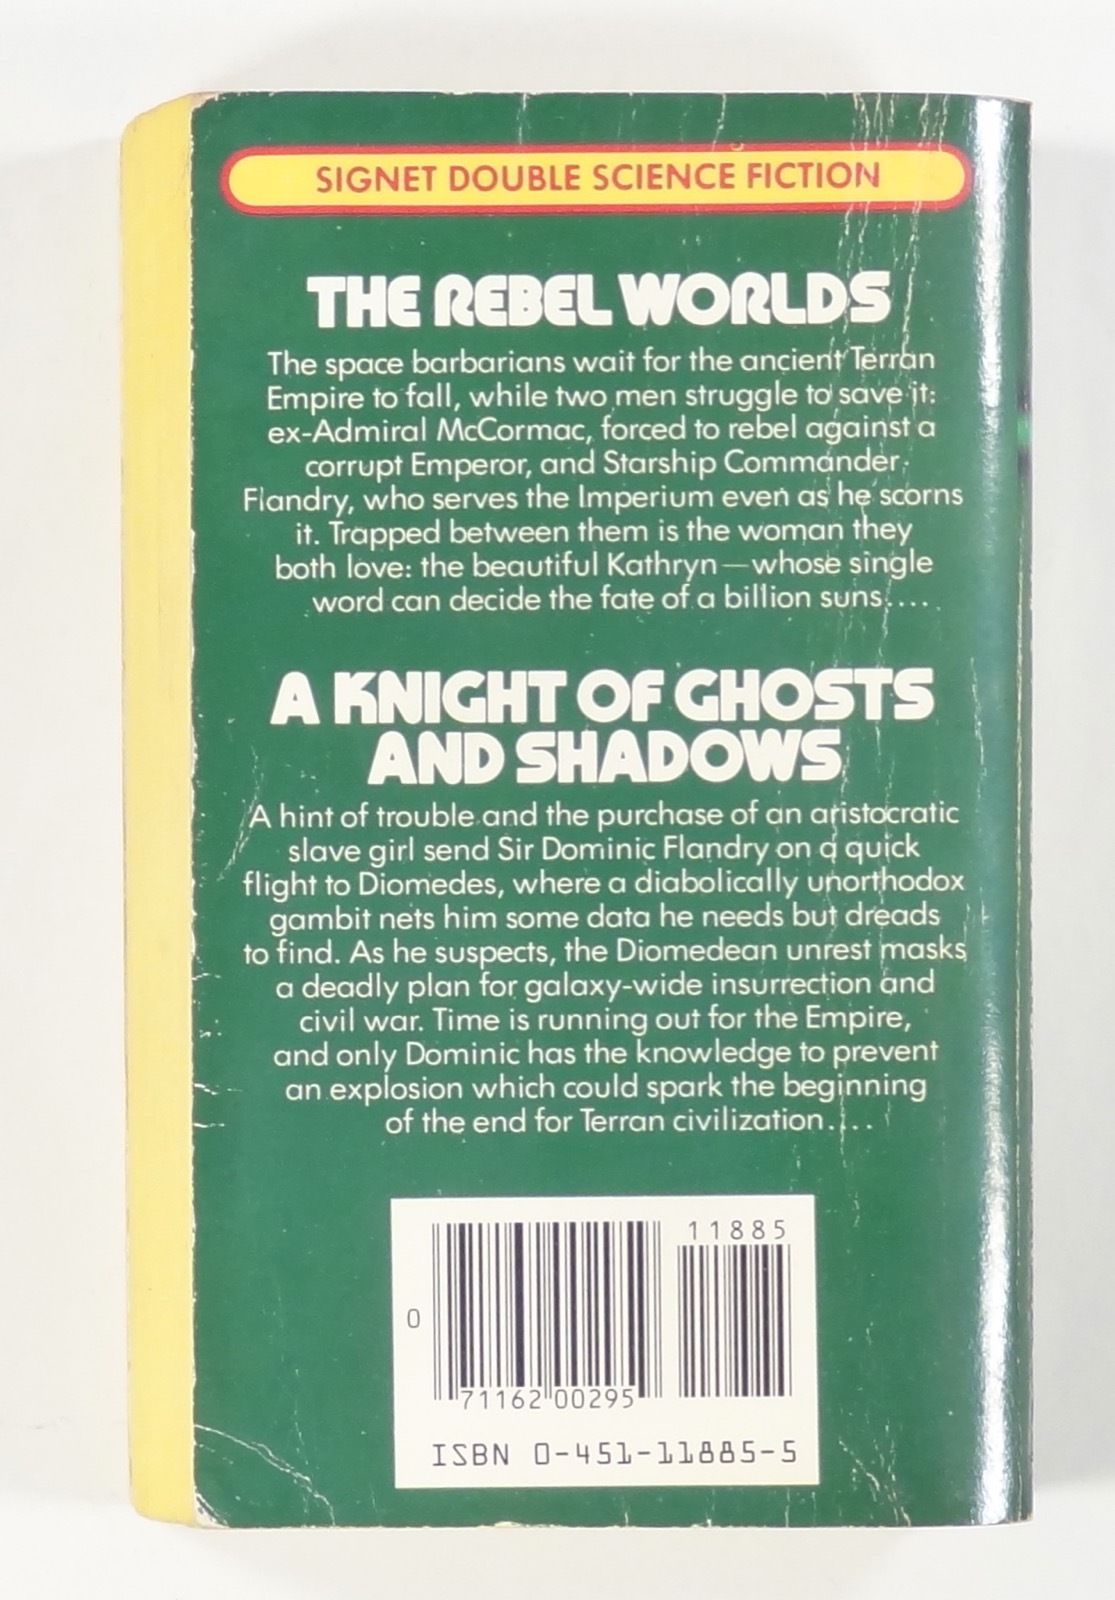 SIGNET DOUBLE SCIENCE FICTION
THE REBEL WORLDS
The space barbarians wait for the ancient Terran
Empire to fall, while two men struggle to save it:
ex-Admiral McCormac, forced to rebel against a
corrupt Emperor, and Starship Commander
Flandry, who serves the Imperium even as he scorns
it. Trapped between them is the woman they
both love: the beautiful Kathryn—whose single
word can decide the fate of a billion suns....
A KNIGHT OF GHOSTS
AND SHADOWS
A hint of trouble and the purchase of an aristocratic
slave girl send Sir Dominic Flandry on a quick
flight to Diomedes, where a diabolically unorthodox
gambit nets him some data he needs but dreads
to find. As he suspects, the Diomedean unrest masks
a deadly plan for galaxy-wide insurrection and
civil war. Time is running out for the Empire,
and only Dominic has the knowledge to prevent
an explosion which could spark the beginning
of the end for Terran civilization....
11885
0
71162 00295
ISBN 0-451-11885-5